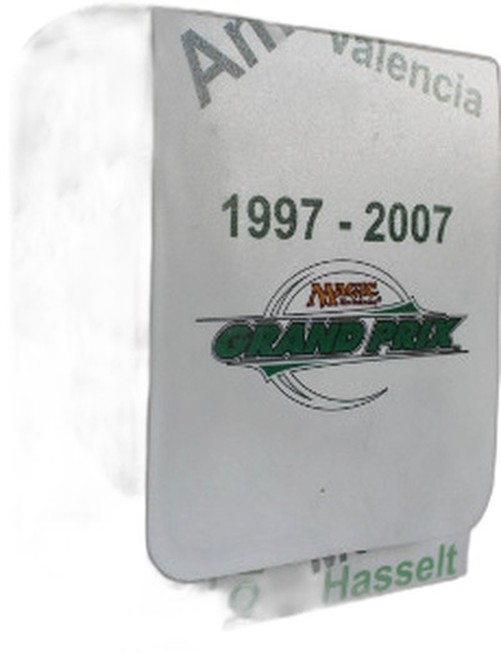 Valencia
1997 - 2007
MAGIC
GRAND PRIX
Hasselt